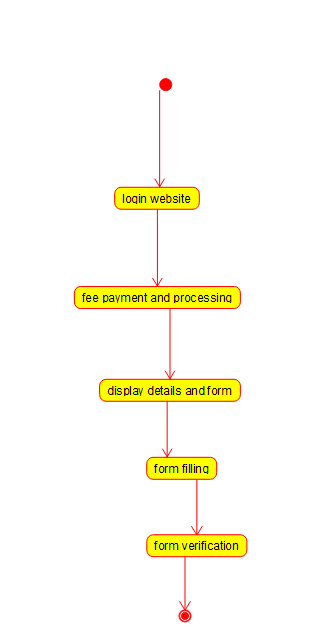 login website
fee payment and processing
display details and form
form filling
form verification